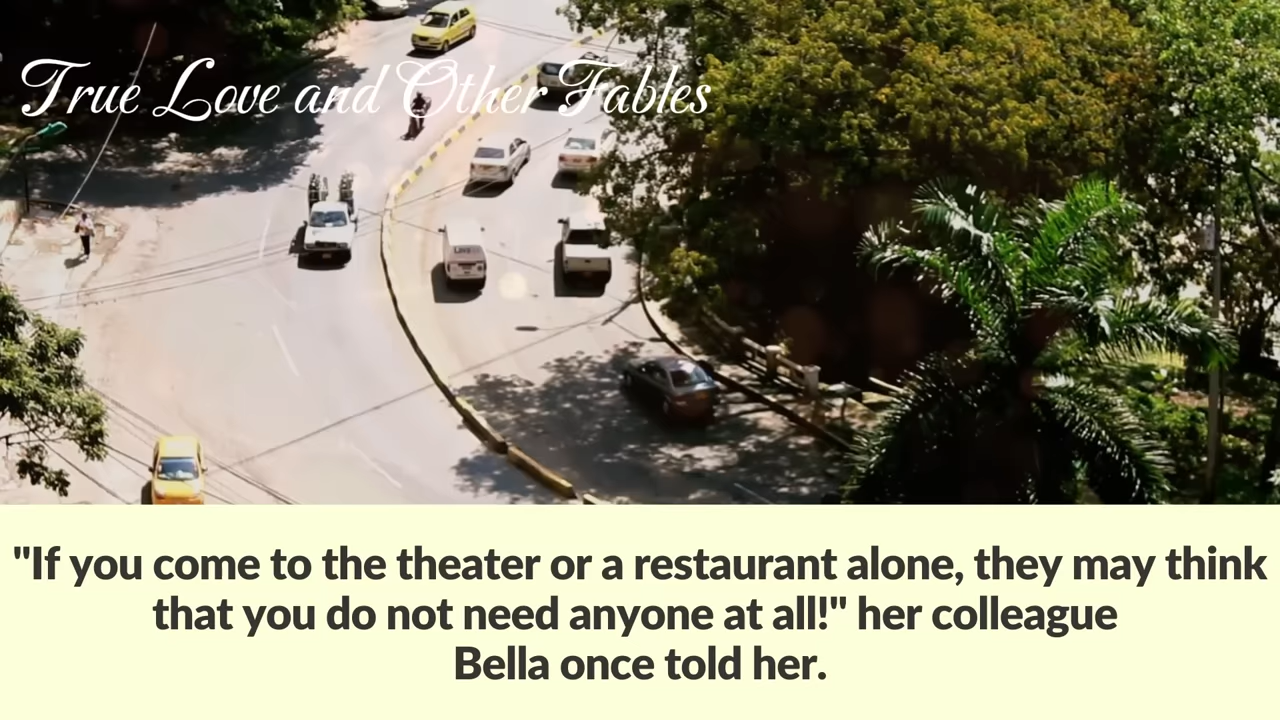 True Love and Other Fables
"If you come to the theater or a restaurant alone, they may think
that you do not need anyone at all!" her colleague
Bella once told her.